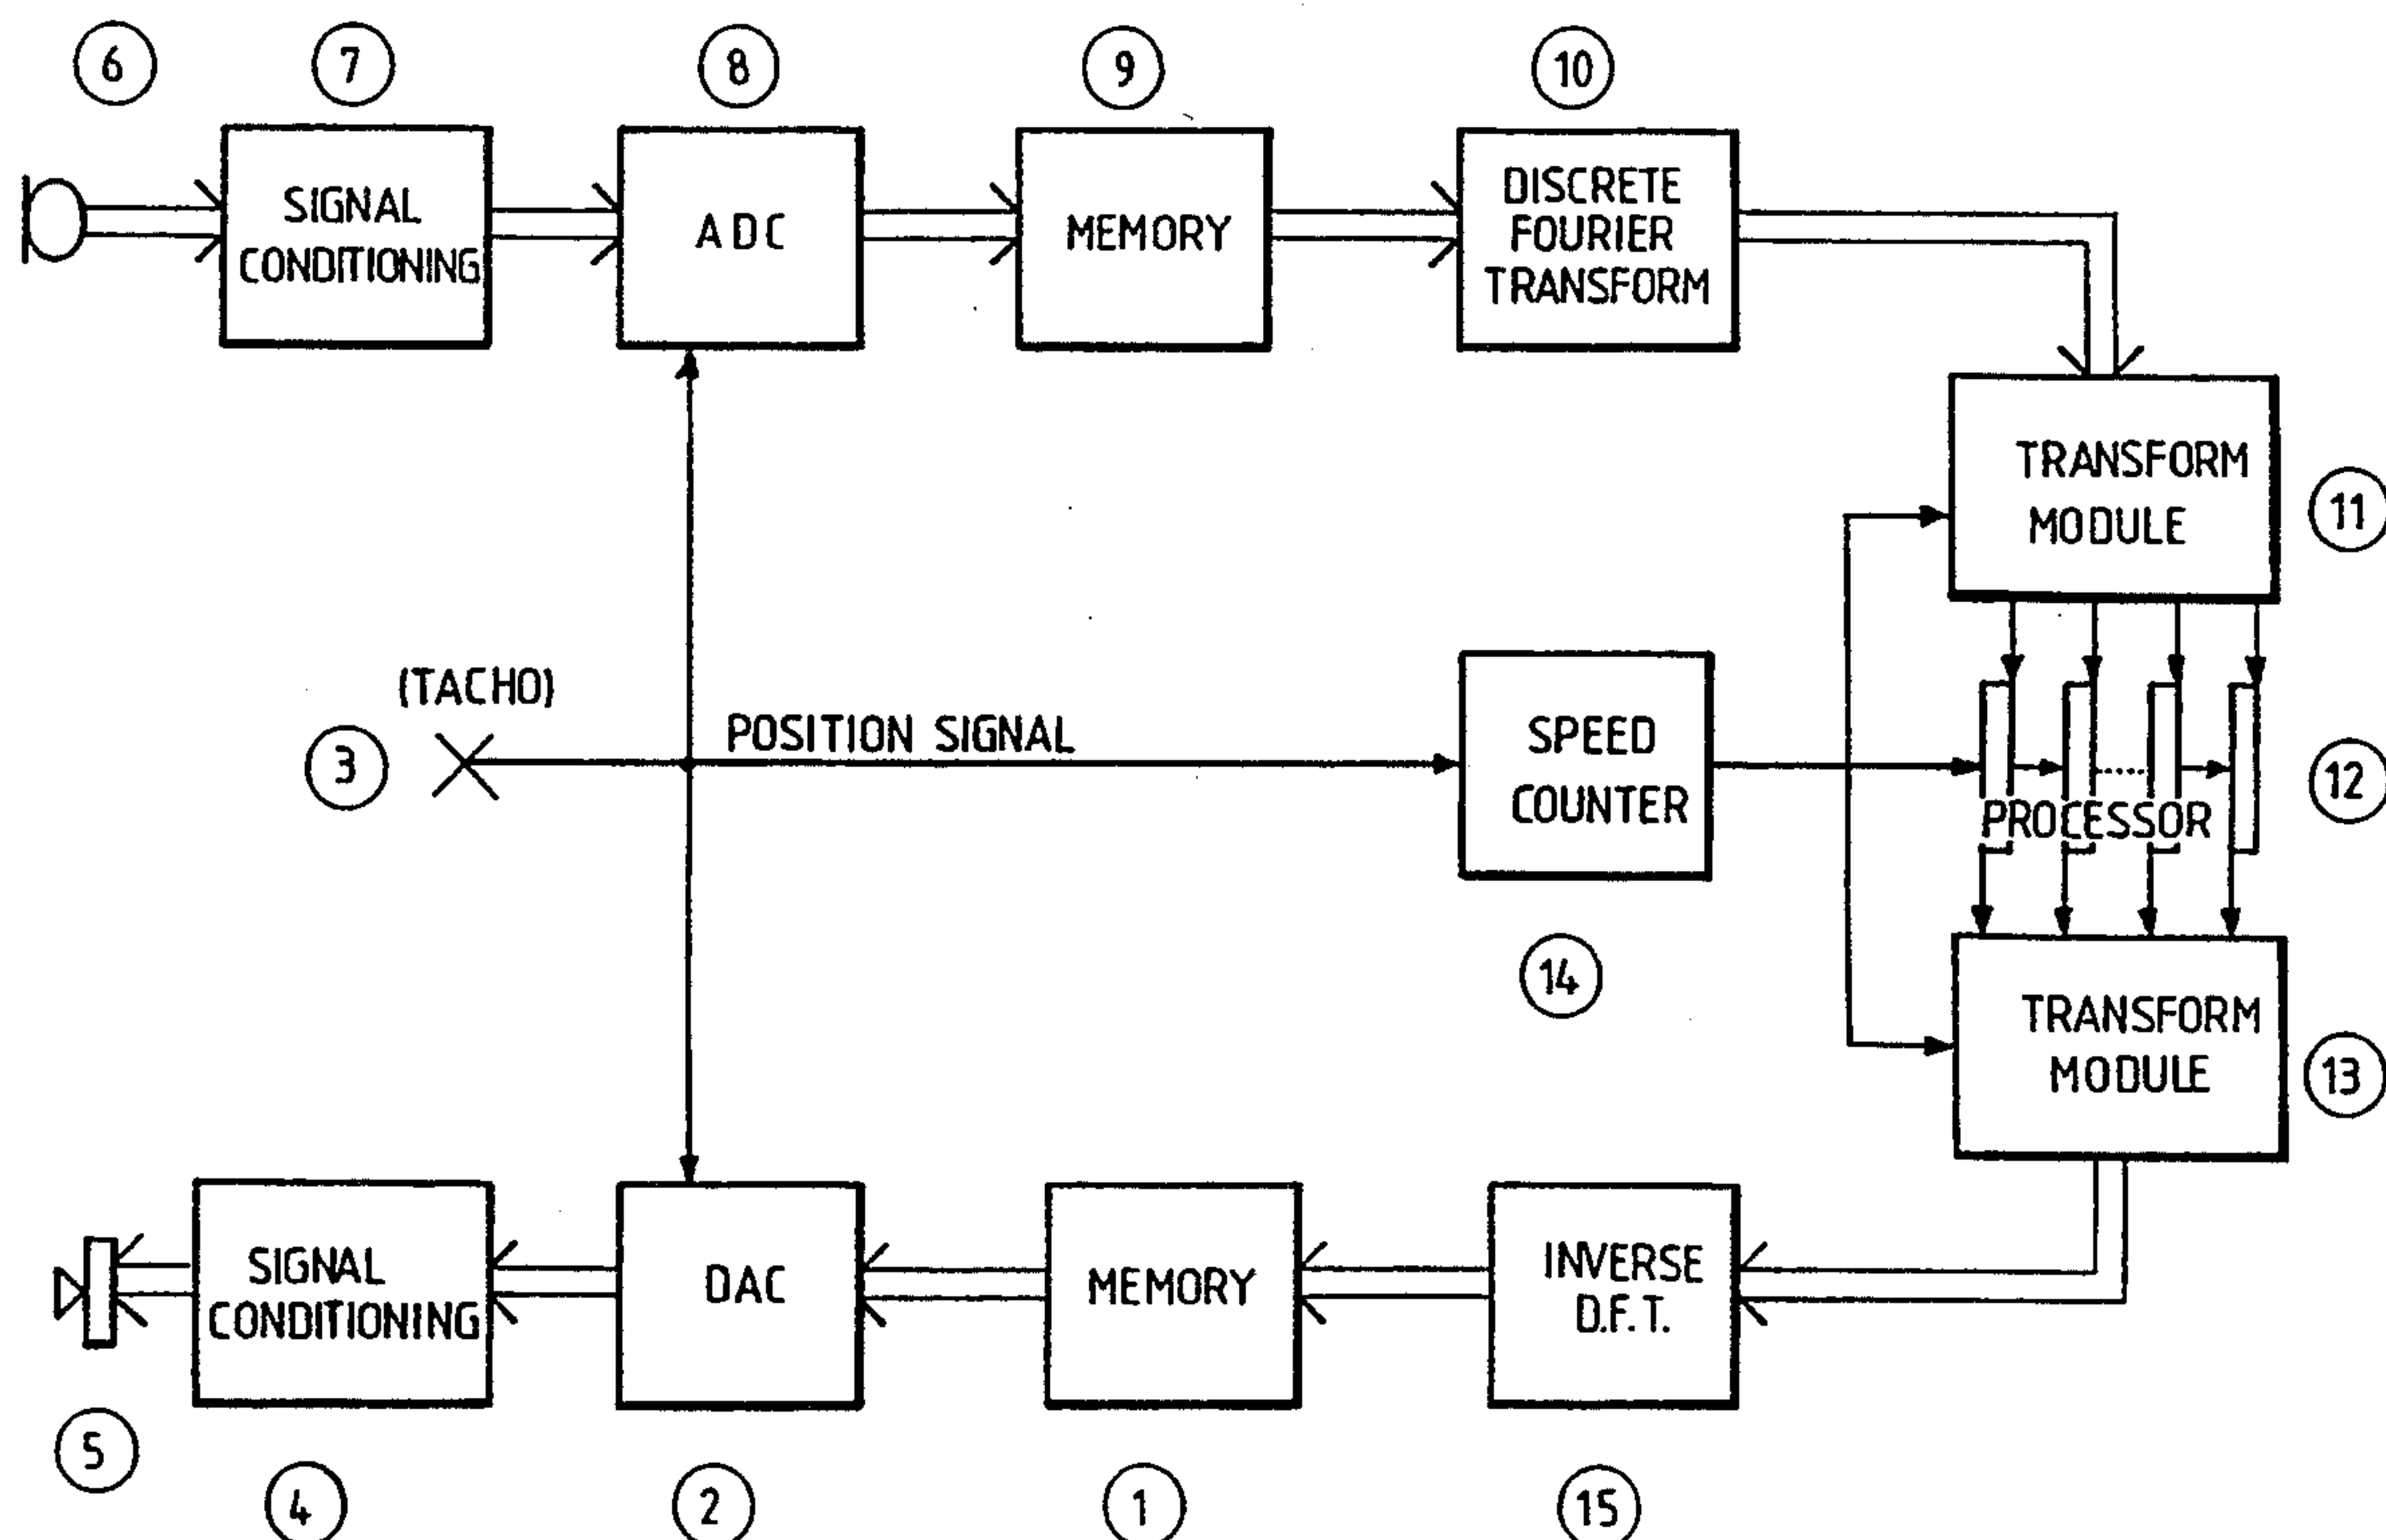 6
7
8
9
10
SIGNAL
CONDITIONING
ADC
MEMORY
DISCRETE
FOURIER
TRANSFORM
TRANSFORM
MODULE
11
(TACHO)
3
POSITION SIGNAL
SPEED
COUNTER
14
PROCESSOR
12
TRANSFORM
MODULE
13
SIGNAL
CONDITIONING
DAC
MEMORY
INVERSE
D.F.T.
5
4
2
1
15